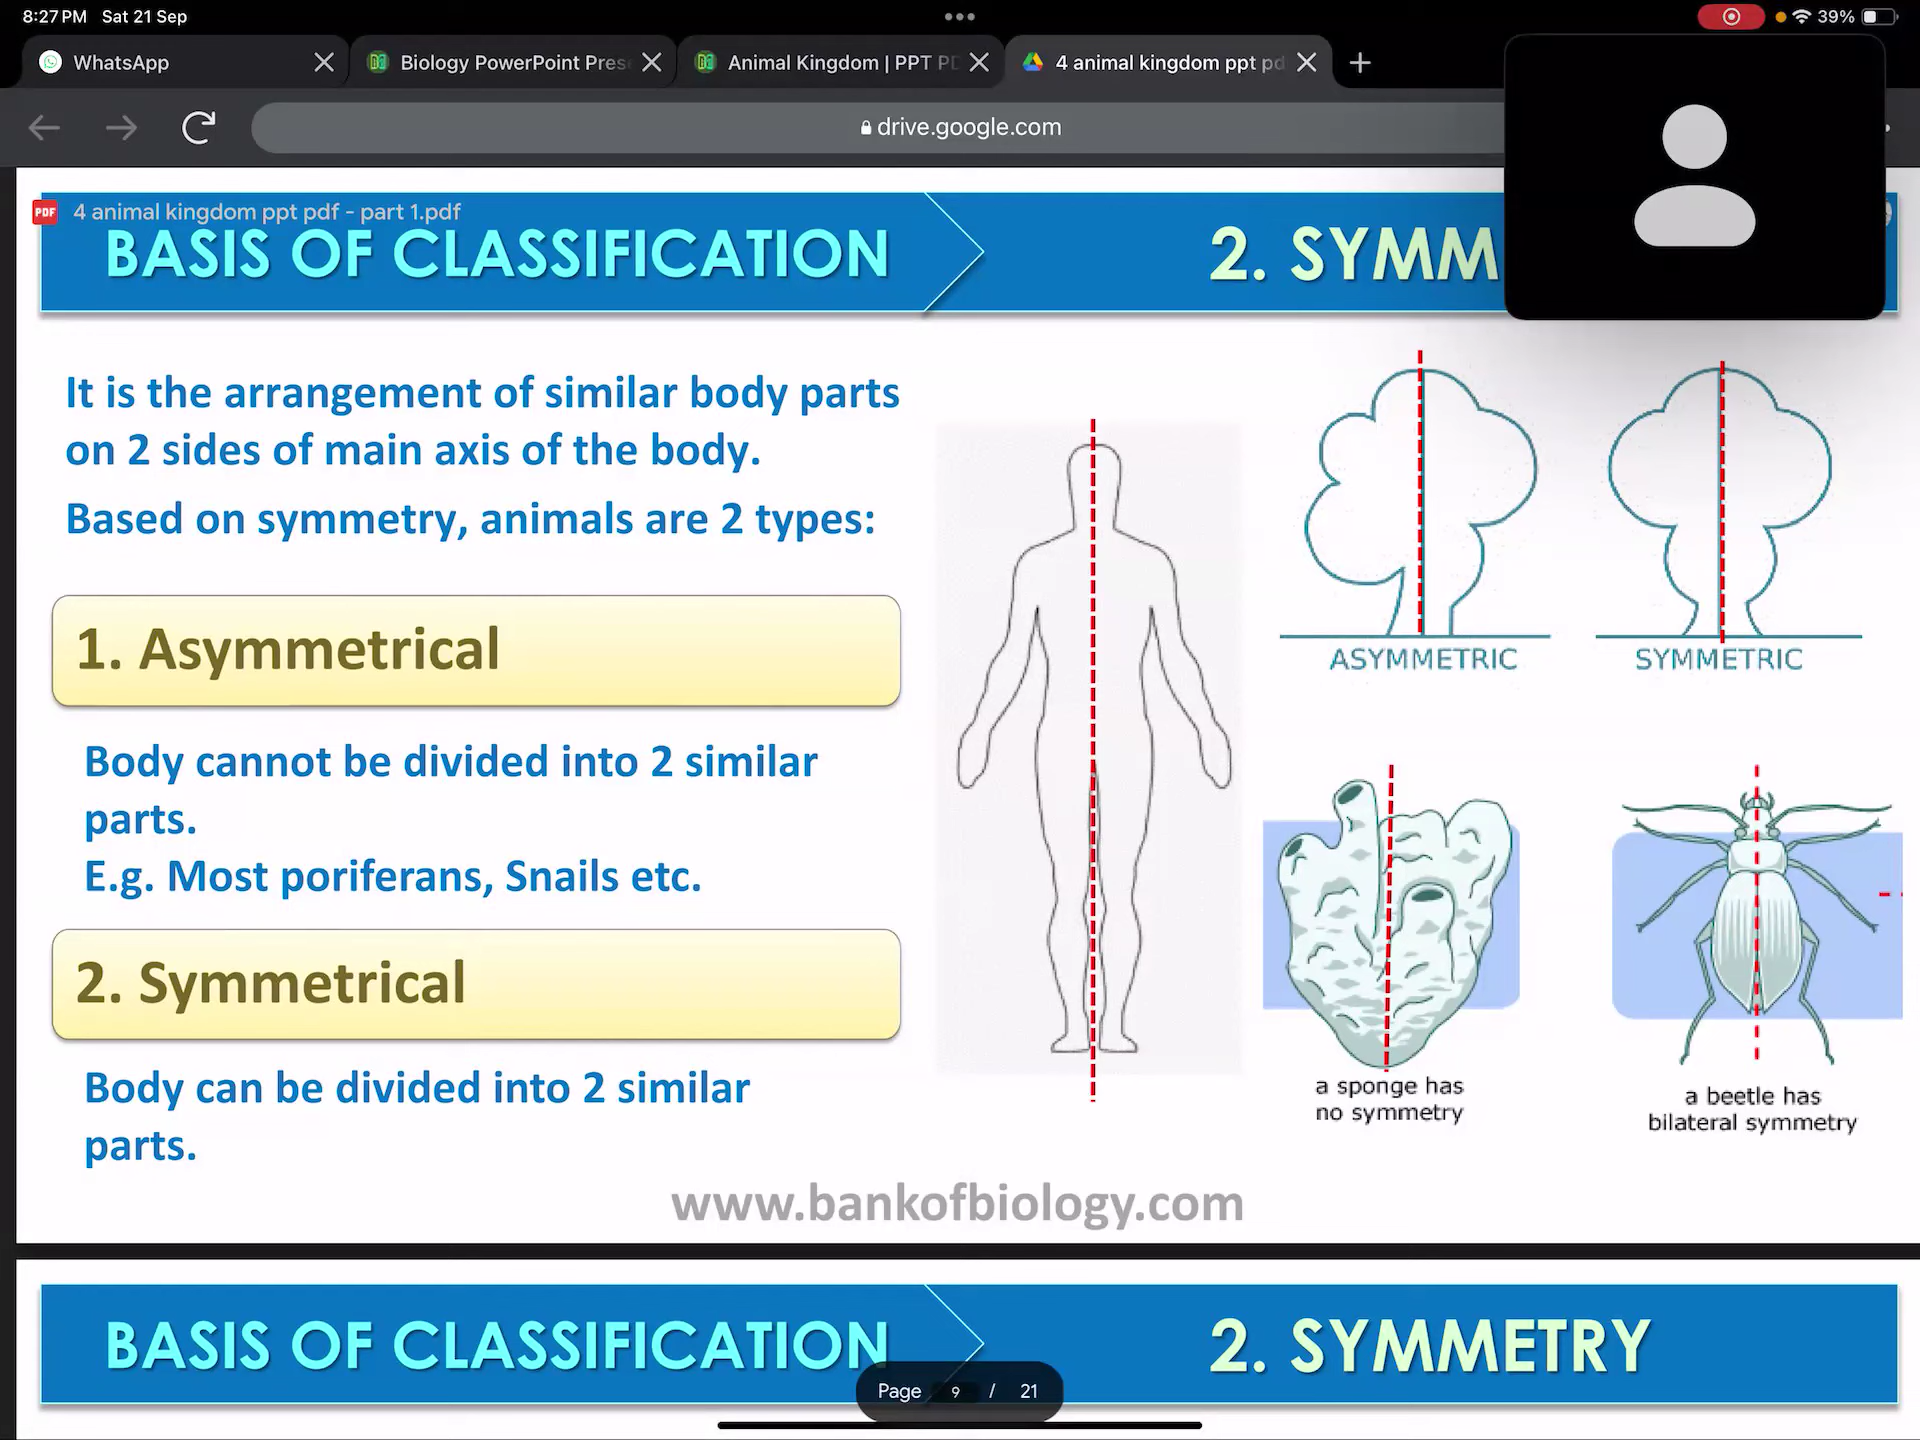 8:27 PM Sat 21 Sep
39%
WhatsApp
Biology PowerPoint Pres
Animal Kingdom | PPT PD
4 animal kingdom ppt pd
drive.google.com
PDF
4 animal kingdom ppt pdf - part 1.pdf
BASIS OF CLASSIFICATION
2. SYMM
It is the arrangement of similar body parts
on 2 sides of main axis of the body.
Based on symmetry, animals are 2 types:
1. Asymmetrical
Body cannot be divided into 2 similar
parts.
E.g. Most poriferans, Snails etc.
2. Symmetrical
Body can be divided into 2 similar
parts.
ASYMMETRIC
SYMMETRIC
a sponge has
no symmetry
a beetle has
bilateral symmetry
www.bankofbiology.com
BASIS OF CLASSIFICATION
2. SYMMETRY
Page 9 / 21